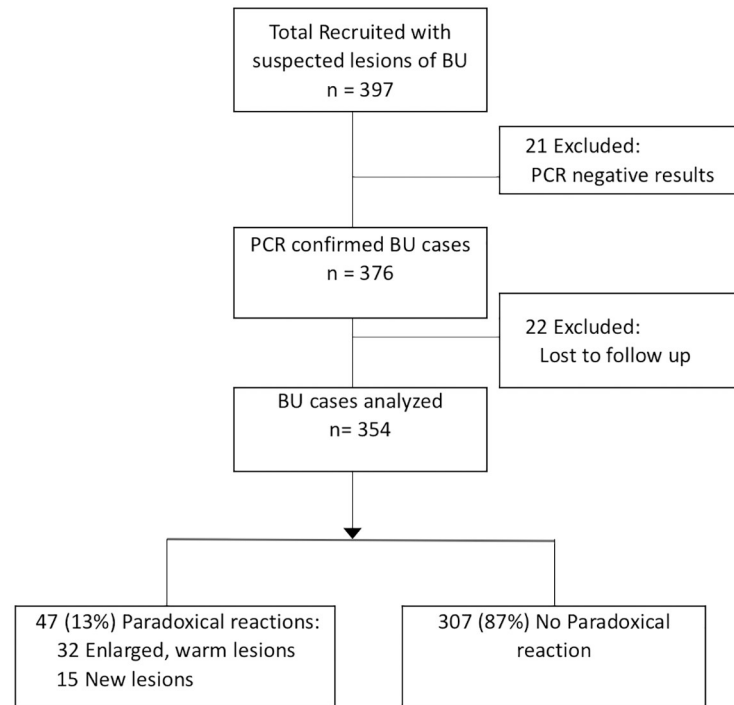 Total Recruited with
suspected lesions of BU
n = 397
21 Excluded:
PCR negative results
PCR confirmed BU cases
n = 376
22 Excluded:
Lost to follow up
BU cases analyzed
n= 354
47 (13%) Paradoxical reactions:
32 Enlarged, warm lesions
15 New lesions
307 (87%) No Paradoxical
reaction